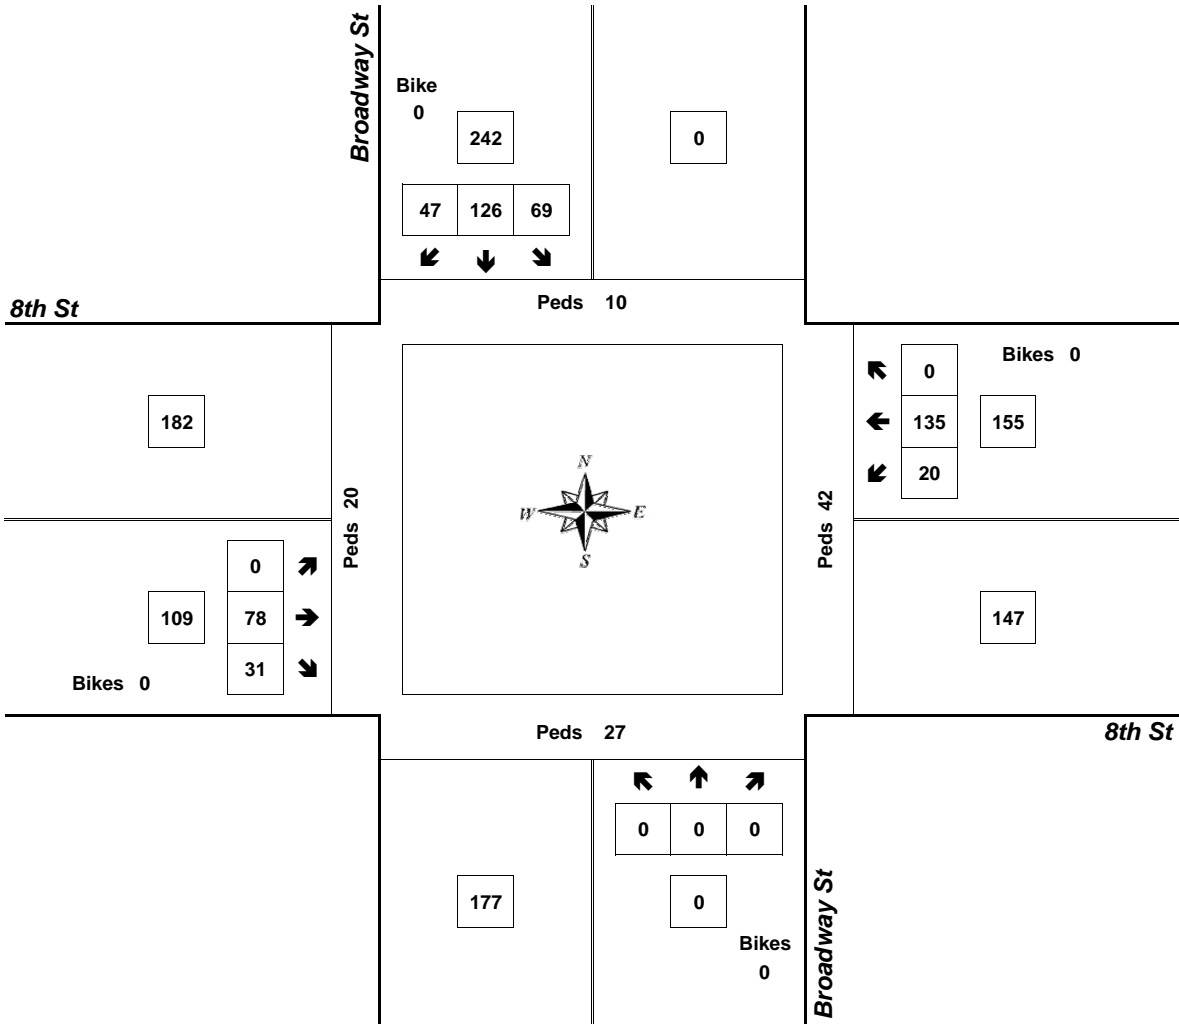 Broadway St
Bike
0
242
0
47 126 69
Peds 10
8th St
0
Bikes 0
182
135
155
20
N
W E
S
Peds 20
Peds 42
0
109
78
147
31
Bikes 0
Peds 27
8th St
0 0 0
177
0
Broadway St
Bikes
0